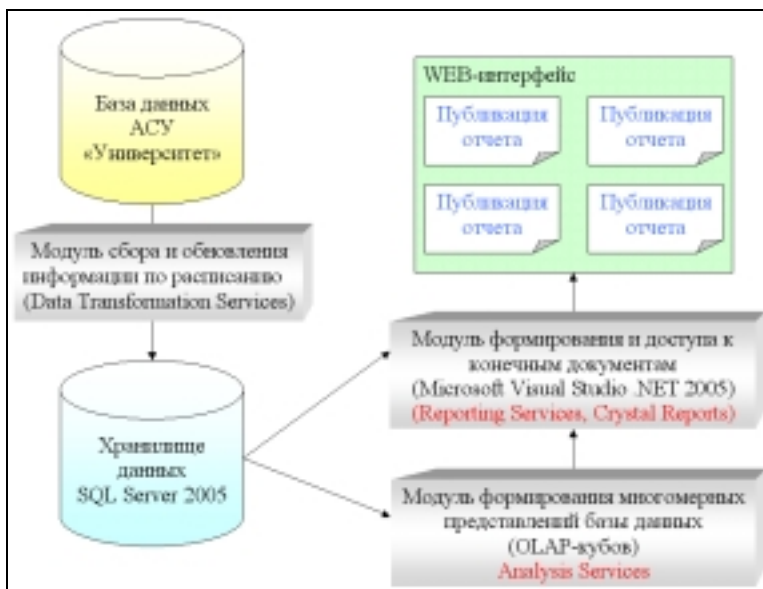 База данных
АСУ
«Университет»
Модуль сбора и обновления
информации по расписанию
(Data Transformation Services)
Хранилище
данных
SQL Server 2005
WEB-интерфейс
Публикация
отчета
Публикация
отчета
Публикация
отчета
Публикация
отчета
Модуль формирования и доступа к
конечным документам
(Microsoft Visual Studio .NET 2005)
(Reporting Services, Crystal Reports)
Модуль формирования многомерных
представлений базы данных
(OLAP-кубов)
Analysis Services